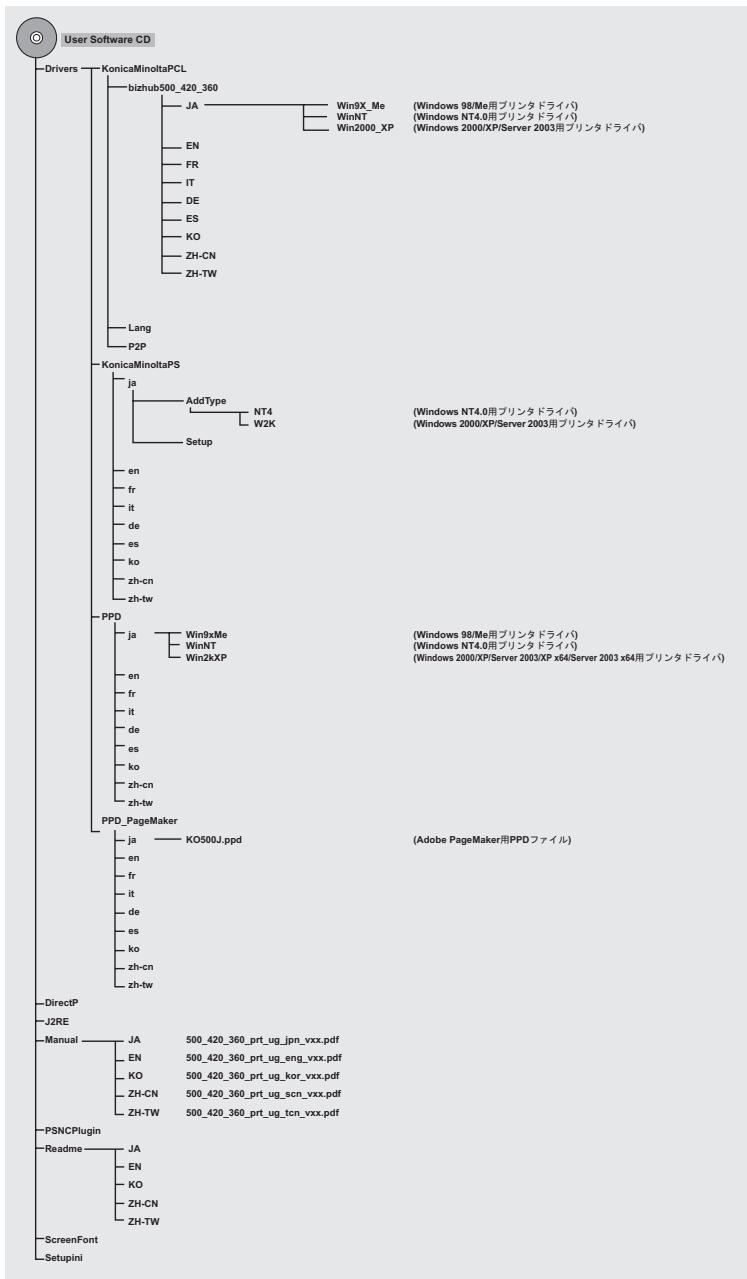 User Software CD
Drivers KonicaMinoltaPCL
bizhub500_420_360
JA Win9X_Me (Windows 98/Me用プリンタドライバ)
WinNT (Windows NT4.0用プリンタドライバ)
Win2000_XP (Windows 2000/XP/Server 2003用プリンタドライバ)
EN
FR
IT
DE
ES
KO
ZH-CN
ZH-TW
Lang
P2P
KonicaMinoltaPS
ja
AddType
NT4 (Windows NT4.0用プリンタドライバ)
W2K (Windows 2000/XP/Server 2003用プリンタドライバ)
Setup
en
fr
it
de
es
ko
zh-cn
zh-tw
PPD
ja Win9xMe (Windows 98/Me用プリンタドライバ)
WinNT (Windows NT4.0用プリンタドライバ)
Win2kXP (Windows 2000/XP/Server 2003/XP x64/Server 2003 x64用プリンタドライバ)
en
fr
it
de
es
ko
zh-cn
zh-tw
PPD_PageMaker
ja KO500J.ppd (Adobe PageMaker用PPDファイル)
en
fr
it
de
es
ko
zh-cn
zh-tw
DirectP
J2RE
Manual JA 500_420_360_prt_ug_jpn_vxx.pdf
EN 500_420_360_prt_ug_eng_vxx.pdf
KO 500_420_360_prt_ug_kor_vxx.pdf
ZH-CN 500_420_360_prt_ug_scn_vxx.pdf
ZH-TW 500_420_360_prt_ug_tcn_vxx.pdf
PSNCPlugin
Readme JA
EN
KO
ZH-CN
ZH-TW
ScreenFont
Setupini